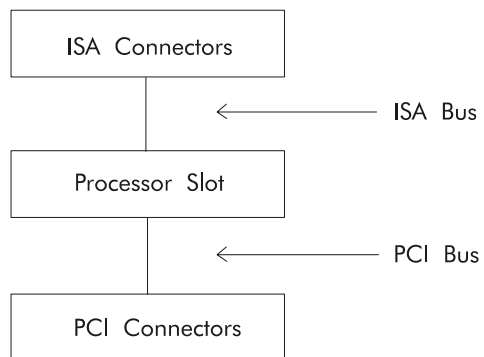 ISA Connectors
ISA Bus
Processor Slot
PCI Bus
PCI Connectors